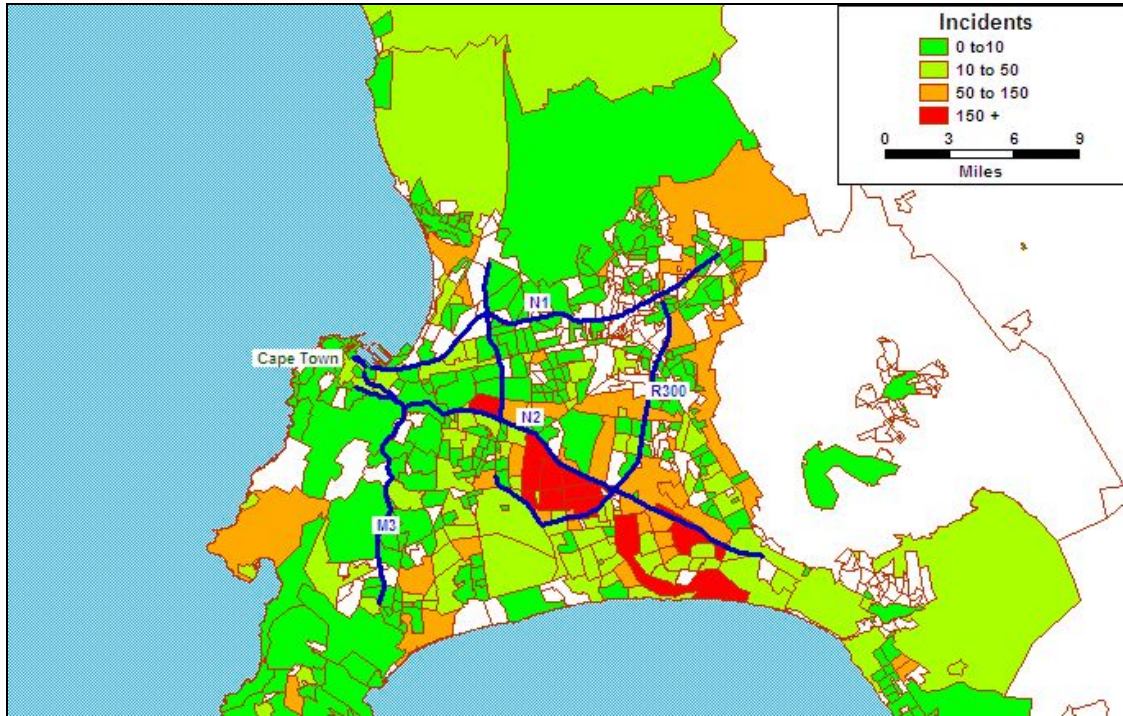 Incidents
0 to10
10 to 50
50 to 150
150 +
0 3 6 9
Miles
N1
Cape Town
R300
N2
M3